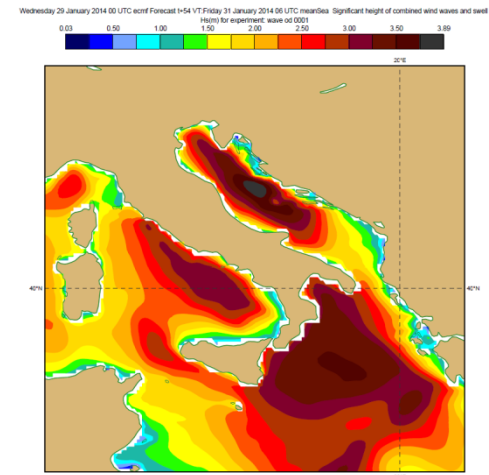 Wednesday 29 January 2014 00 UTC ecmf Forecast t+54 VT:Friday 31 January 2014 06 UTC meanSea Significant height of combined wind waves and swell
Hs(m) for experiment: wave od 0001
0.03 0.50 1.00 1.50 2.00 2.50 3.00 3.50 3.89
20°E
40°N 40°N